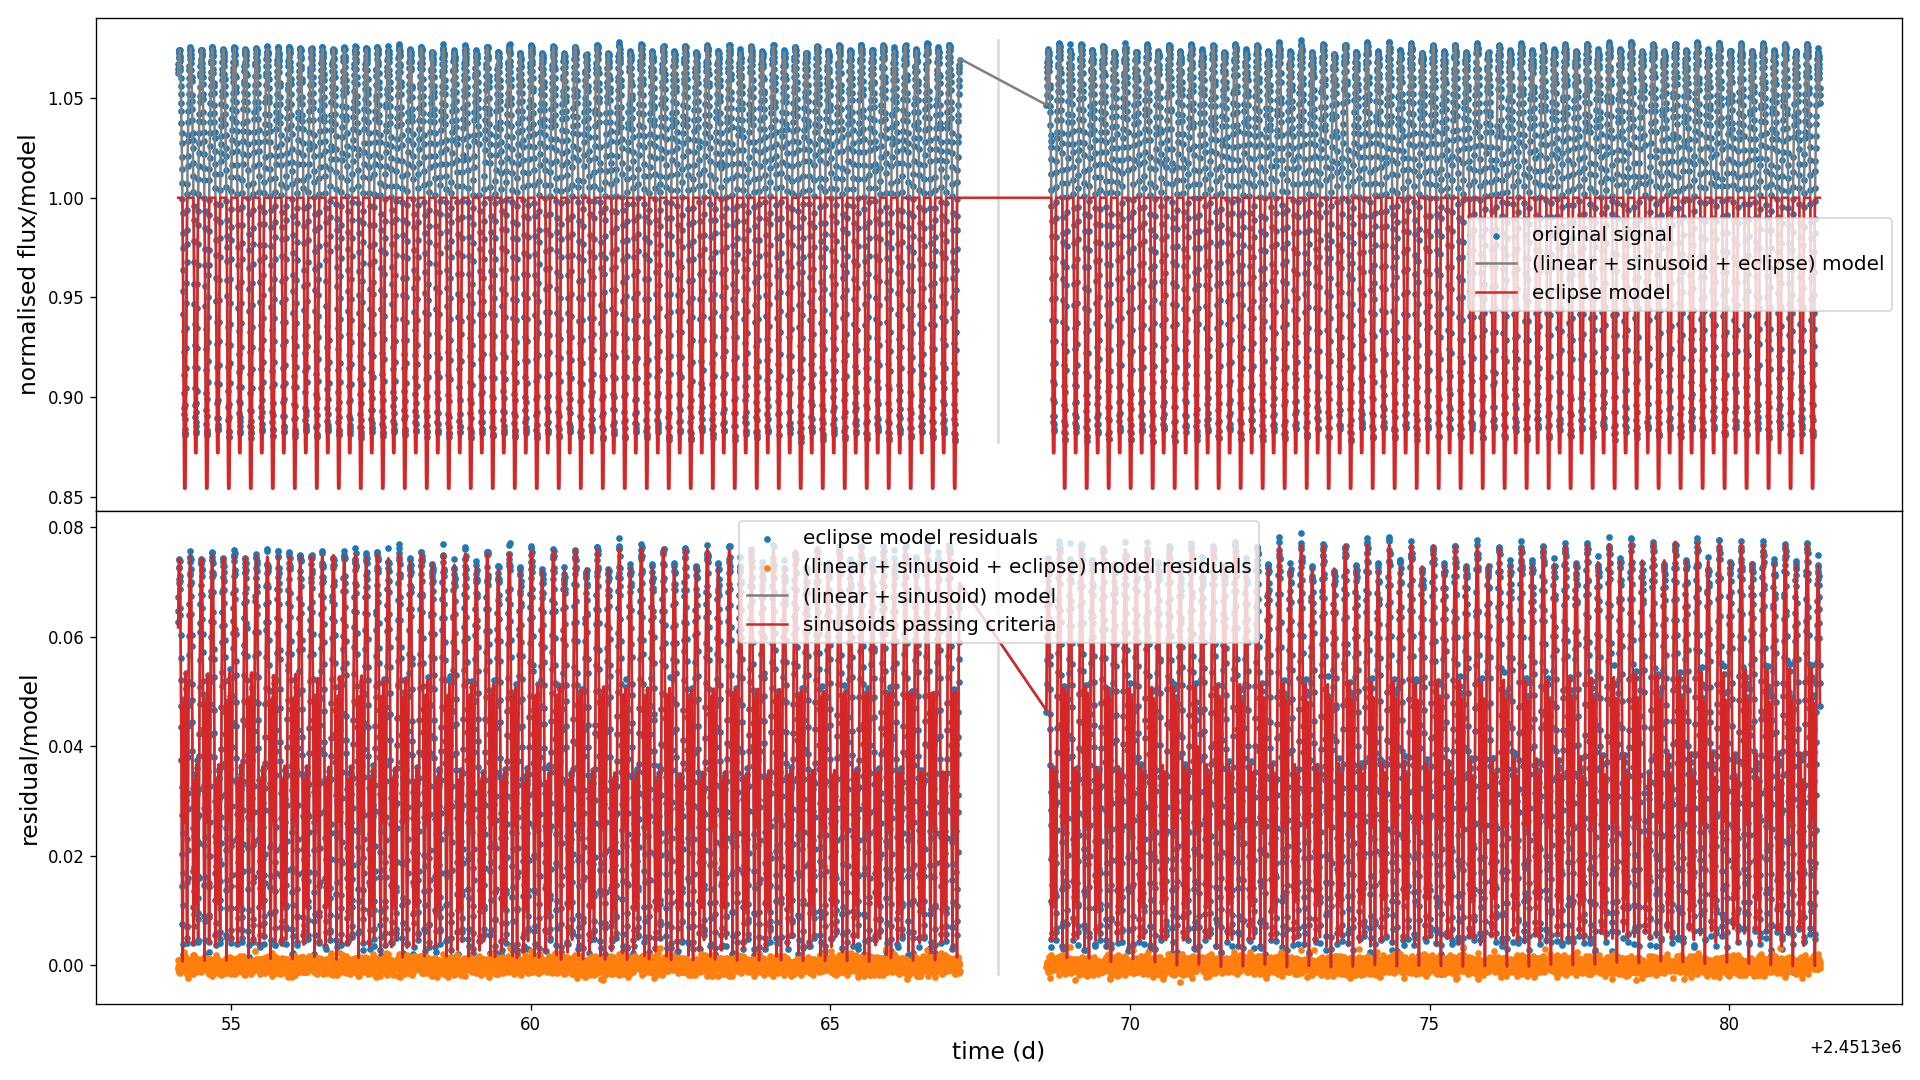 normalised flux/model
1.05
1.00
0.95
0.90
0.85
original signal
(linear + sinusoid + eclipse) model
eclipse model
residual/model
0.08
0.06
0.04
0.02
0.00
eclipse model residuals
(linear + sinusoid + eclipse) model residuals
(linear + sinusoid) model
sinusoids passing criteria
55
60
65
70
75
80
time (d)
+2.4513e6